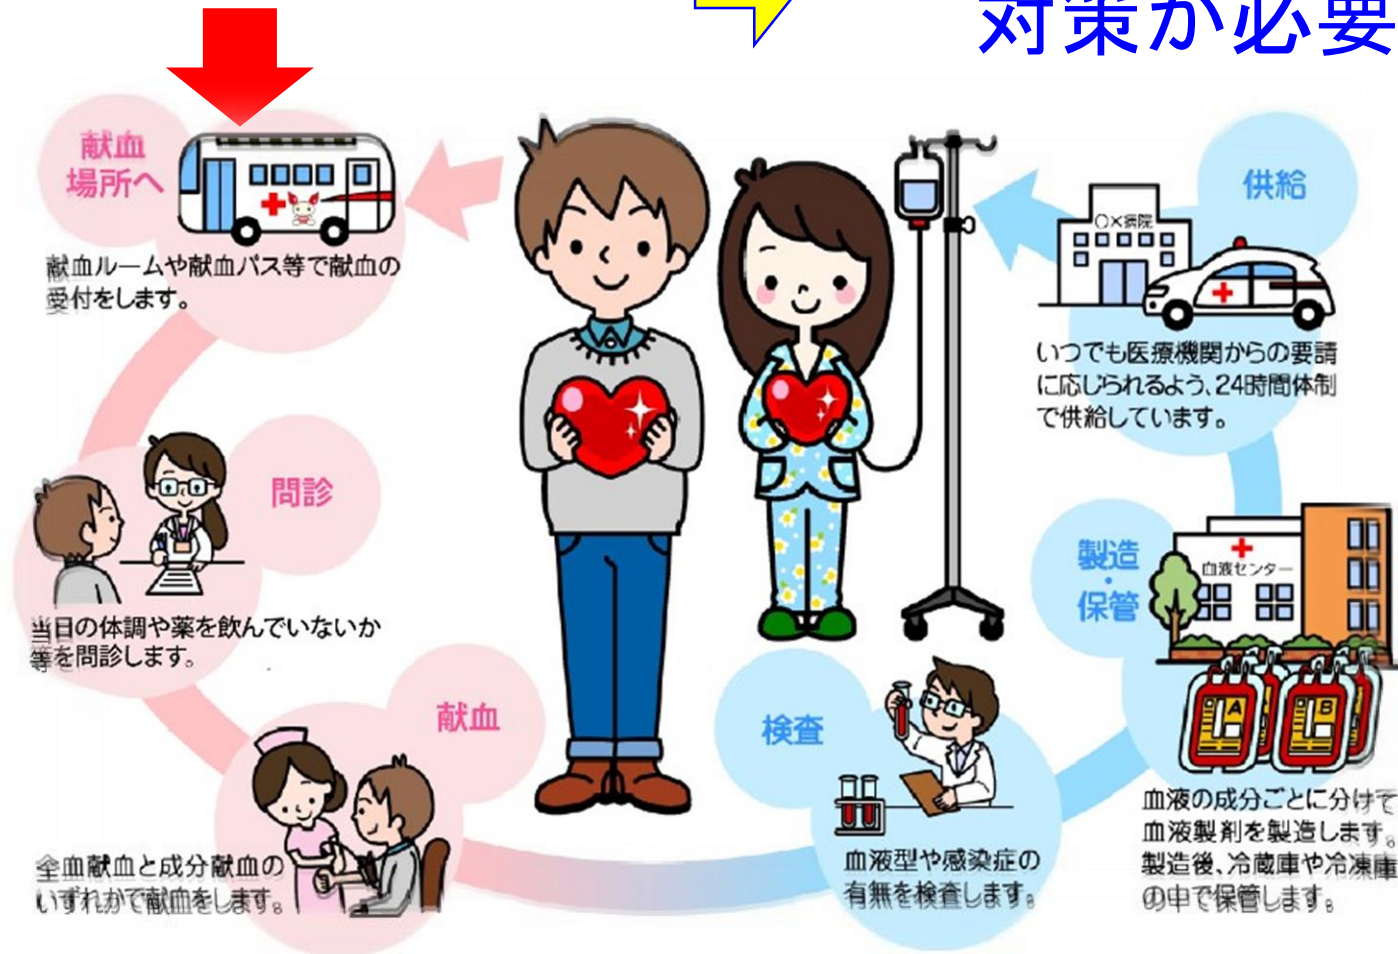 対策が必要
献血
場所へ
献血ルームや献血バス等で献血の
受付をします。
問診
当日の体調や薬を飲んでいないか
等を問診します。
献血
全血献血と成分献血の
いずれかで献血をします。
検査
血液型や感染症の
有無を検査します。
製造
・
保管
血液センター
A
B
血液の成分ごとに分けて
血液製剤を製造します。
製造後、冷蔵庫や冷凍庫
の中で保管します。
供給
〇×病院
いつでも医療機関からの要請
に応じられるよう、24時間体制
で供給しています。